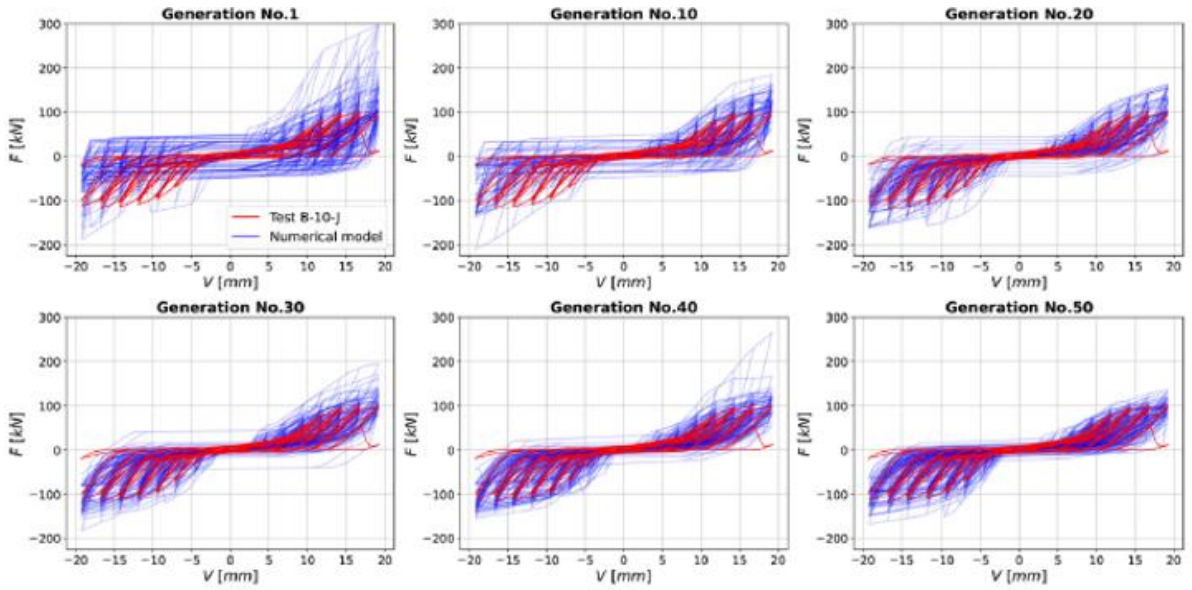 Generation No.1 Generation No.10 Generation No.20
300 300 300
200 200 200
100 100 100
0 0 0
−100 −100 −100
−200 −200 −200
F [kN] F [kN] F [kN]
Test B-10-J
Numerical model
−20 −15 −10 −5 0 5 10 15 20 −20 −15 −10 −5 0 5 10 15 20 −20 −15 −10 −5 0 5 10 15 20
V [mm] V [mm] V [mm]
Generation No.30 Generation No.40 Generation No.50
300 300 300
200 200 200
100 100 100
0 0 0
−100 −100 −100
−200 −200 −200
F [kN] F [kN] F [kN]
−20 −15 −10 −5 0 5 10 15 20 −20 −15 −10 −5 0 5 10 15 20 −20 −15 −10 −5 0 5 10 15 20
V [mm] V [mm] V [mm]